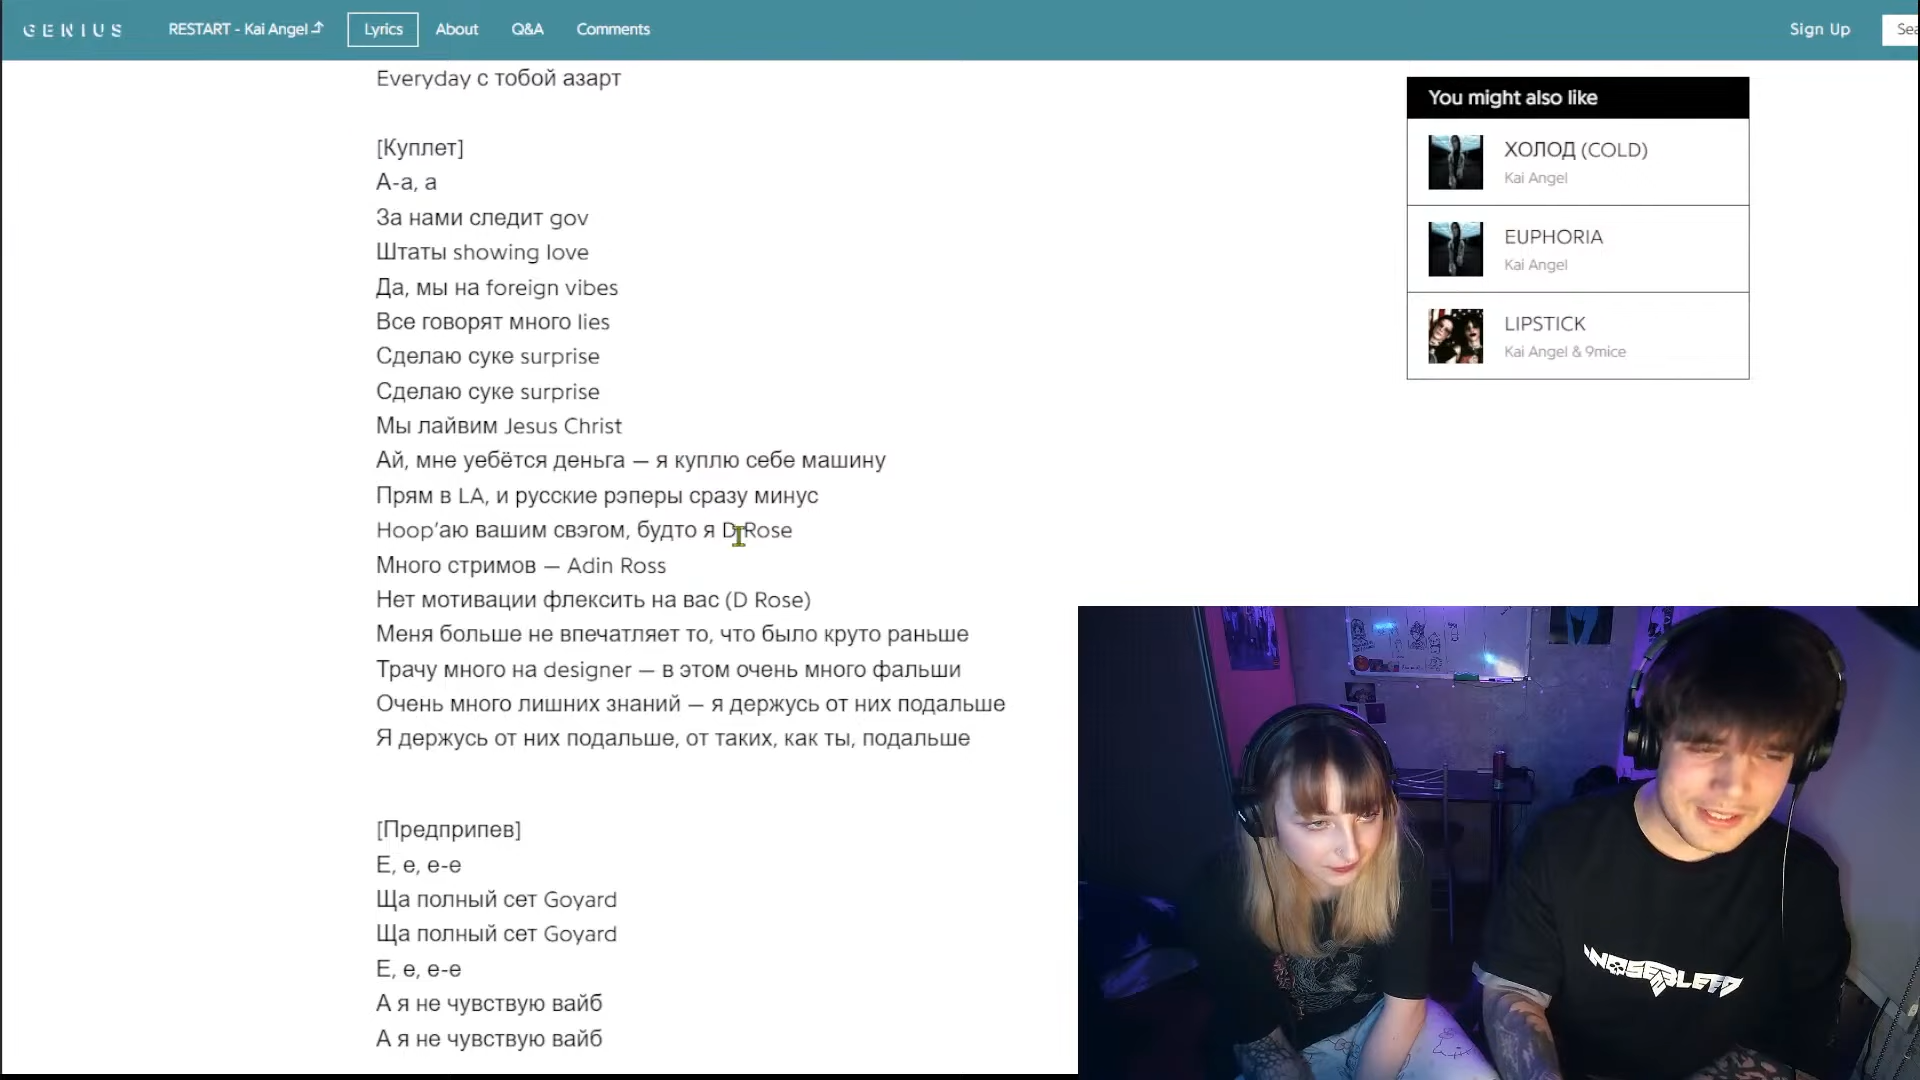 GENIUS
RESTART - Kai Angel
Lyrics
About
Q&A
Comments
Sign Up
Sea
Everyday с тобой азарт
[Куплет]
А-а, а
За нами следит gov
Штаты showing love
Да, мы на foreign vibes
Все говорят много lies
Сделаю суке surprise
Сделаю суке surprise
Мы лайвим Jesus Christ
Ай, мне уебётся деньга — я куплю себе машину
Прям в LA, и русские рэперы сразу минус
Hoop’аю вашим свэгом, будто я D Rose
Много стримов — Adin Ross
Нет мотивации флексить на вас (D Rose)
Меня больше не впечатляет то, что было круто раньше
Трачу много на designer — в этом очень много фальши
Очень много лишних знаний — я держусь от них подальше
Я держусь от них подальше, от таких, как ты, подальше
[Предприпев]
Е, е, е-е
Ща полный сет Goyard
Ща полный сет Goyard
Е, е, е-е
А я не чувствую вайб
А я не чувствую вайб
You might also like
ХОЛОД (COLD)
Kai Angel
EUPHORIA
Kai Angel
LIPSTICK
Kai Angel & 9mice
NOSEBLEED